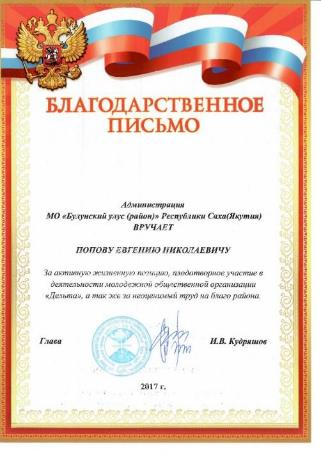 БЛАГОДАРСТВЕННОЕ
ПИСЬМО
Администрация
МО «Булунский улус (район)» Республики Саха(Якутия)
ВРУЧАЕТ
ПОПОВУ ЕВГЕНИЮ НИКОЛАЕВИЧУ
За активную жизненную позицию, плодотворное участие в
деятельности молодежной общественной организации
«Дельта», а так же за неоценимый труд на благо района.
Глава И.В. Кудряшов
2017 г.